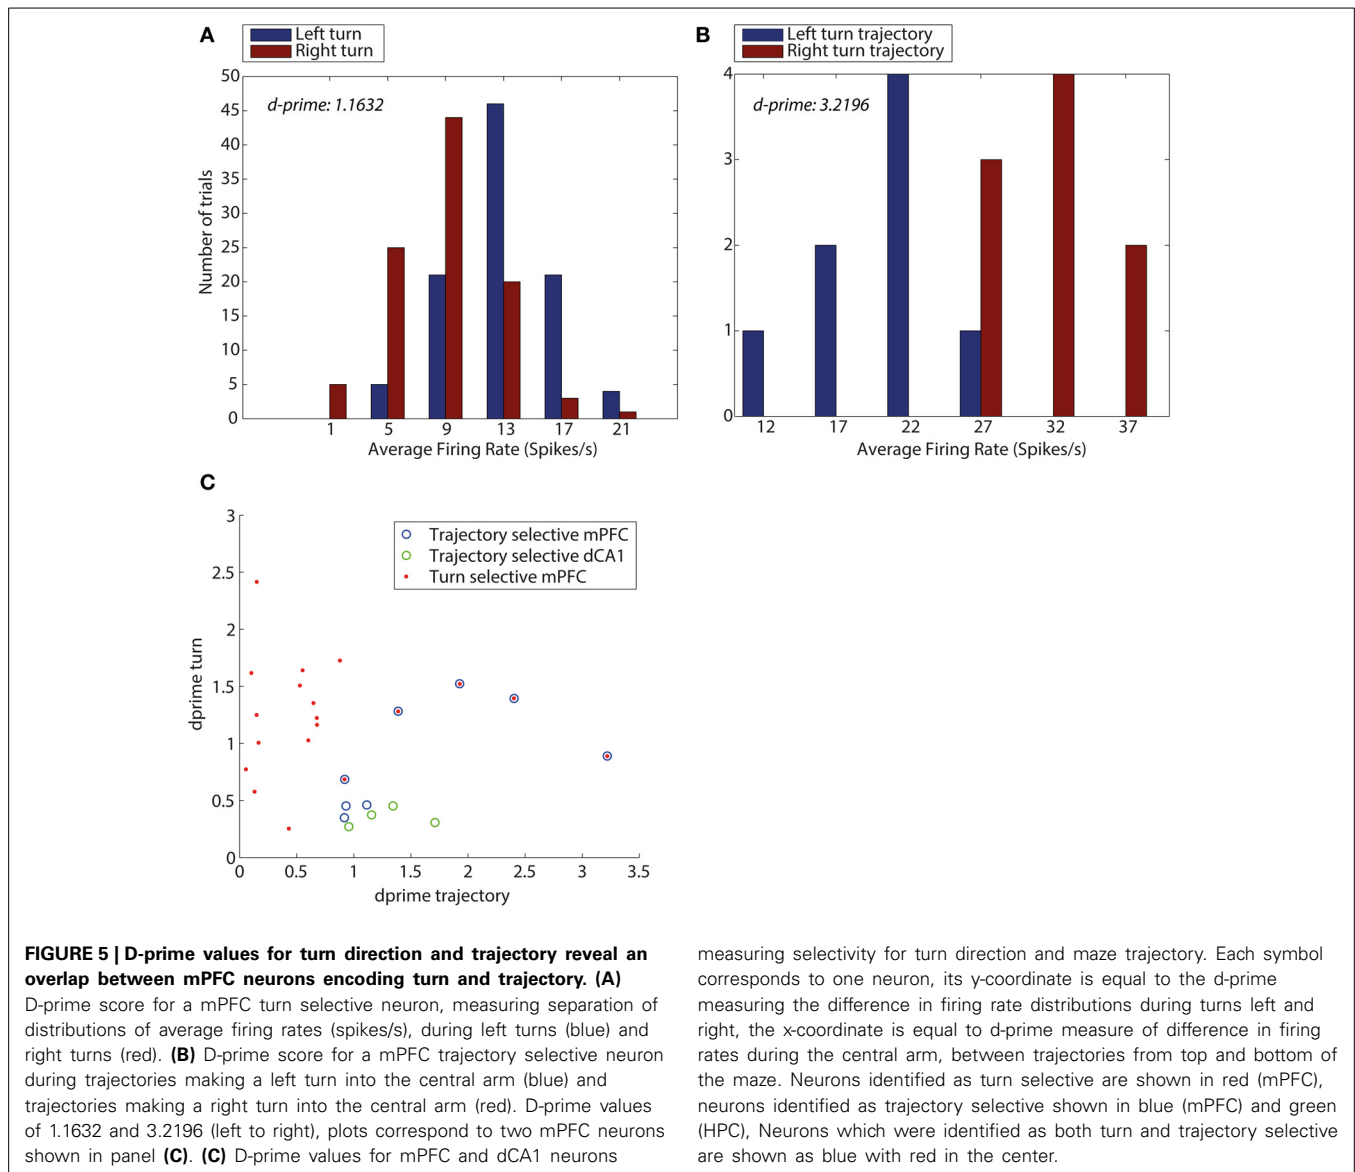 A
Left turn
Right turn
50
45
40
35
30
25
20
15
10
5
0
d-prime: 1.1632
Number of trials
1 5 9 13 17 21
Average Firing Rate (Spikes/s)
B
Left turn trajectory
Right turn trajectory
4
3
2
1
0
d-prime: 3.2196
12 17 22 27 32 37
Average Firing Rate (Spikes/s)
C
3
2.5
2
1.5
1
0.5
0
dprime turn
Trajectory selective mPFC
Trajectory selective dCA1
Turn selective mPFC
0 0.5 1 1.5 2 2.5 3 3.5
dprime trajectory
FIGURE 5 | D-prime values for turn direction and trajectory reveal an
overlap between mPFC neurons encoding turn and trajectory. (A)
D-prime score for a mPFC turn selective neuron, measuring separation of
distributions of average firing rates (spikes/s), during left turns (blue) and
right turns (red). (B) D-prime score for a mPFC trajectory selective neuron
during trajectories making a left turn into the central arm (blue) and
trajectories making a right turn into the central arm (red). D-prime values
of 1.1632 and 3.2196 (left to right), plots correspond to two mPFC neurons
shown in panel (C). (C) D-prime values for mPFC and dCA1 neurons
measuring selectivity for turn direction and maze trajectory. Each symbol
corresponds to one neuron, its y-coordinate is equal to the d-prime
measuring the difference in firing rate distributions during turns left and
right, the x-coordinate is equal to d-prime measure of difference in firing
rates during the central arm, between trajectories from top and bottom of
the maze. Neurons identified as turn selective are shown in red (mPFC),
neurons identified as trajectory selective shown in blue (mPFC) and green
(HPC), Neurons which were identified as both turn and trajectory selective
are shown as blue with red in the center.